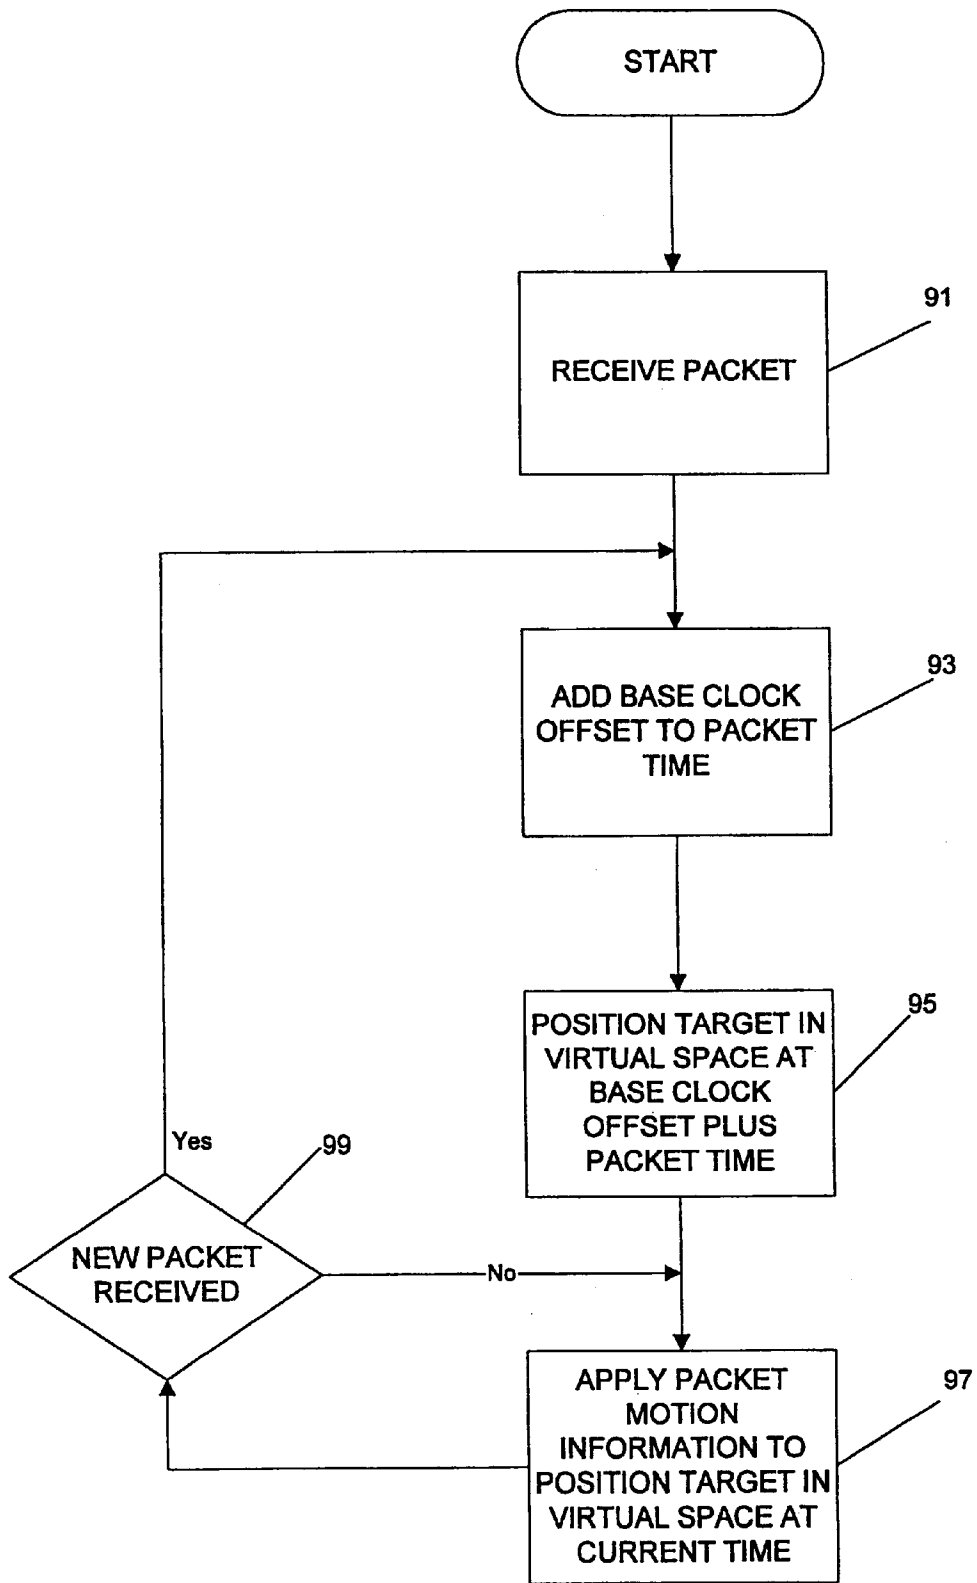 START
91
RECEIVE PACKET
93
ADD BASE CLOCK
OFFSET TO PACKET
TIME
95
POSITION TARGET IN
VIRTUAL SPACE AT
BASE CLOCK
OFFSET PLUS
PACKET TIME
Yes
99
NEW PACKET
RECEIVED
No
97
APPLY PACKET
MOTION
INFORMATION TO
POSITION TARGET IN
VIRTUAL SPACE AT
CURRENT TIME